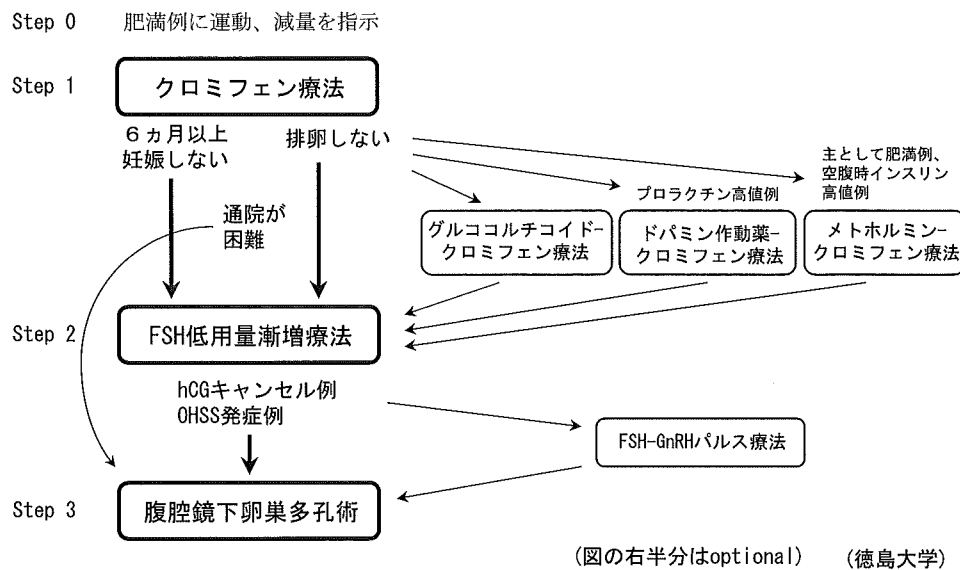 Step 0 肥満例に運動、減量を指示
Step 1 クロミフェン療法
6ヵ月以上
妊娠しない
排卵しない
主として肥満例、
空腹時インスリン
高値例
プロラクチン高値例
通院が
困難
グルココルチコイド-
クロミフェン療法
ドパミン作動薬-
クロミフェン療法
メトホルミン-
クロミフェン療法
Step 2 FSH低用量漸増療法
hCGキャンセル例
OHSS発症例
FSH-GnRHパルス療法
Step 3 腹腔鏡下卵巣多孔術
(図の右半分はoptional) (徳島大学)